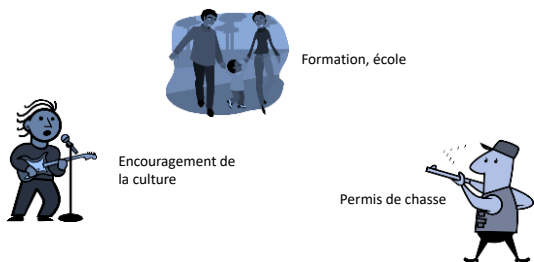 Formation, école
Encouragement de
la culture
Permis de chasse